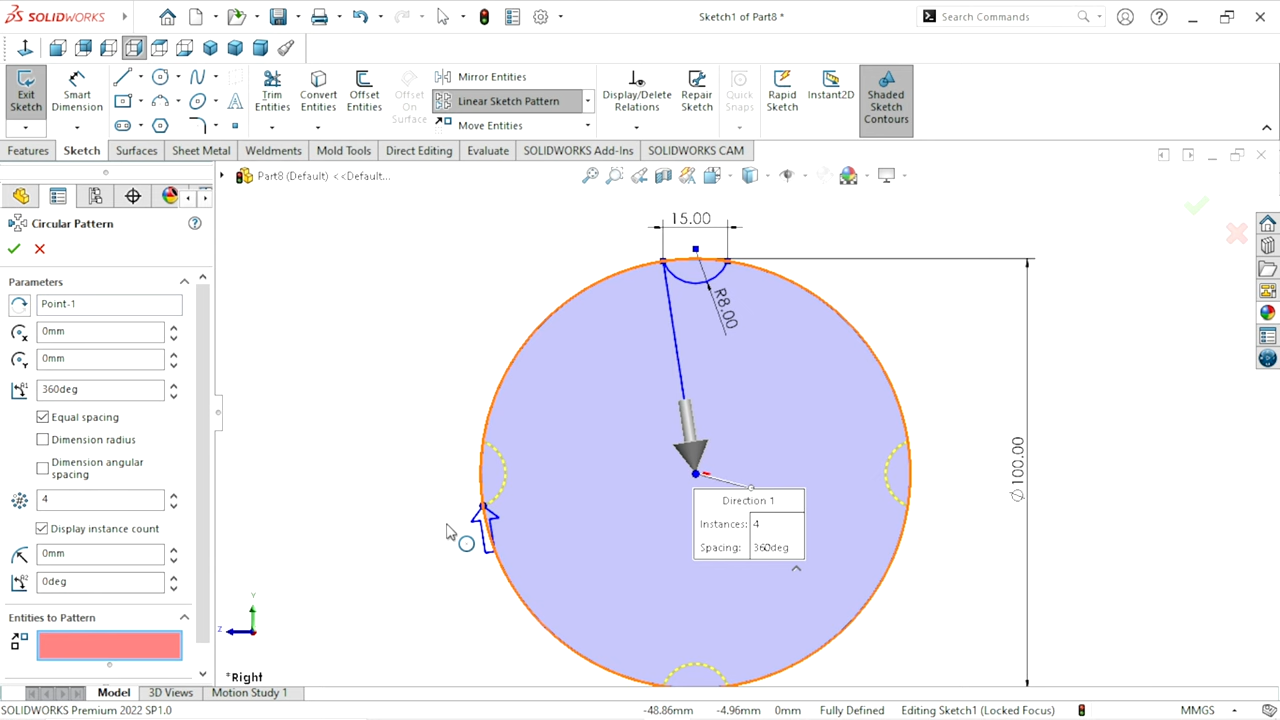 SOLIDWORKS
Sketch1 of Part8 *
Search Commands
Exit Sketch
Smart Dimension
Trim Entities
Convert Entities
Offset Entities
Offset On Surface
Mirror Entities
Linear Sketch Pattern
Move Entities
Display/Delete Relations
Repair Sketch
Quick Snaps
Rapid Sketch
Instant2D
Shaded Sketch Contours
Features
Sketch
Surfaces
Sheet Metal
Weldments
Mold Tools
Direct Editing
Evaluate
SOLIDWORKS Add-Ins
SOLIDWORKS CAM
Part8 (Default) <<Default...
Circular Pattern
Parameters
Point-1
0mm
0mm
360deg
Equal spacing
Dimension radius
Dimension angular spacing
4
Display instance count
0mm
0deg
Entities to Pattern
15.00
R8.00
Ø100.00
Direction 1
Instances: 4
Spacing: 360deg
Y
Z
*Right
Model
3D Views
Motion Study 1
SOLIDWORKS Premium 2022 SP1.0
-48.86mm
-4.96mm
0mm
Fully Defined
Editing Sketch1 (Locked Focus)
MMGS